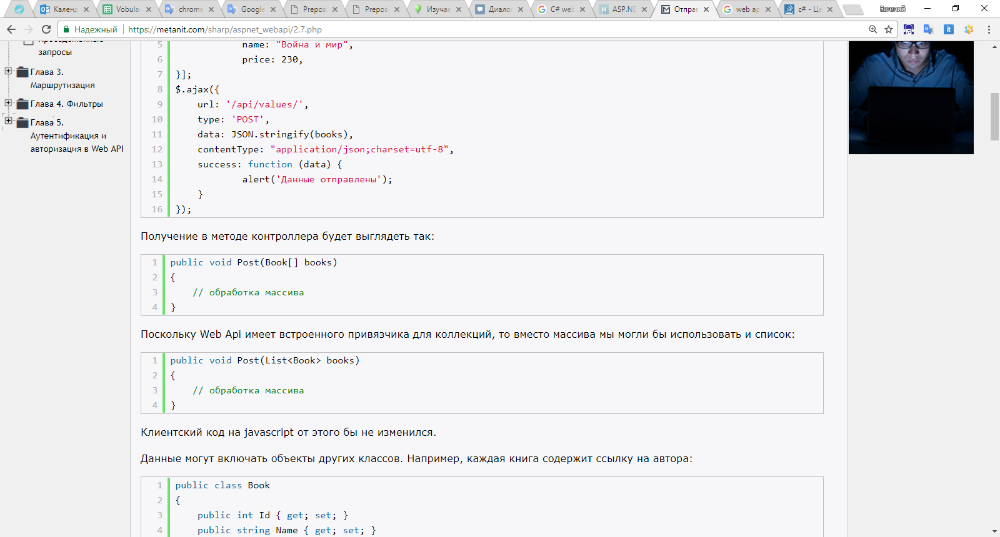 Календ
Vobula
chrome
Google
Prepos
Prepos
Изучае
Диалог
C# web
ASP.NE
Отправ
web ap
c# - Це
Евгений
Надежный
https://metanit.com/sharp/aspnet_webapi/2.7.php
запросы
Глава 3.
Маршрутизация
Глава 4. Фильтры
Глава 5.
Аутентификация и
авторизация в Web API
5 name: "Война и мир",
6 price: 230,
7 }];
8 $.ajax({
9 url: '/api/values/',
10 type: 'POST',
11 data: JSON.stringify(books),
12 contentType: "application/json;charset=utf-8",
13 success: function (data) {
14 alert('Данные отправлены');
15 }
16 });
Получение в методе контроллера будет выглядеть так:
1 public void Post(Book[] books)
2 {
3 // обработка массива
4 }
Поскольку Web Api имеет встроенного привязчика для коллекций, то вместо массива мы могли бы использовать и список:
1 public void Post(List<Book> books)
2 {
3 // обработка массива
4 }
Клиентский код на javascript от этого бы не изменился.
Данные могут включать объекты других классов. Например, каждая книга содержит ссылку на автора:
1 public class Book
2 {
3 public int Id { get; set; }
4 public string Name { get; set; }